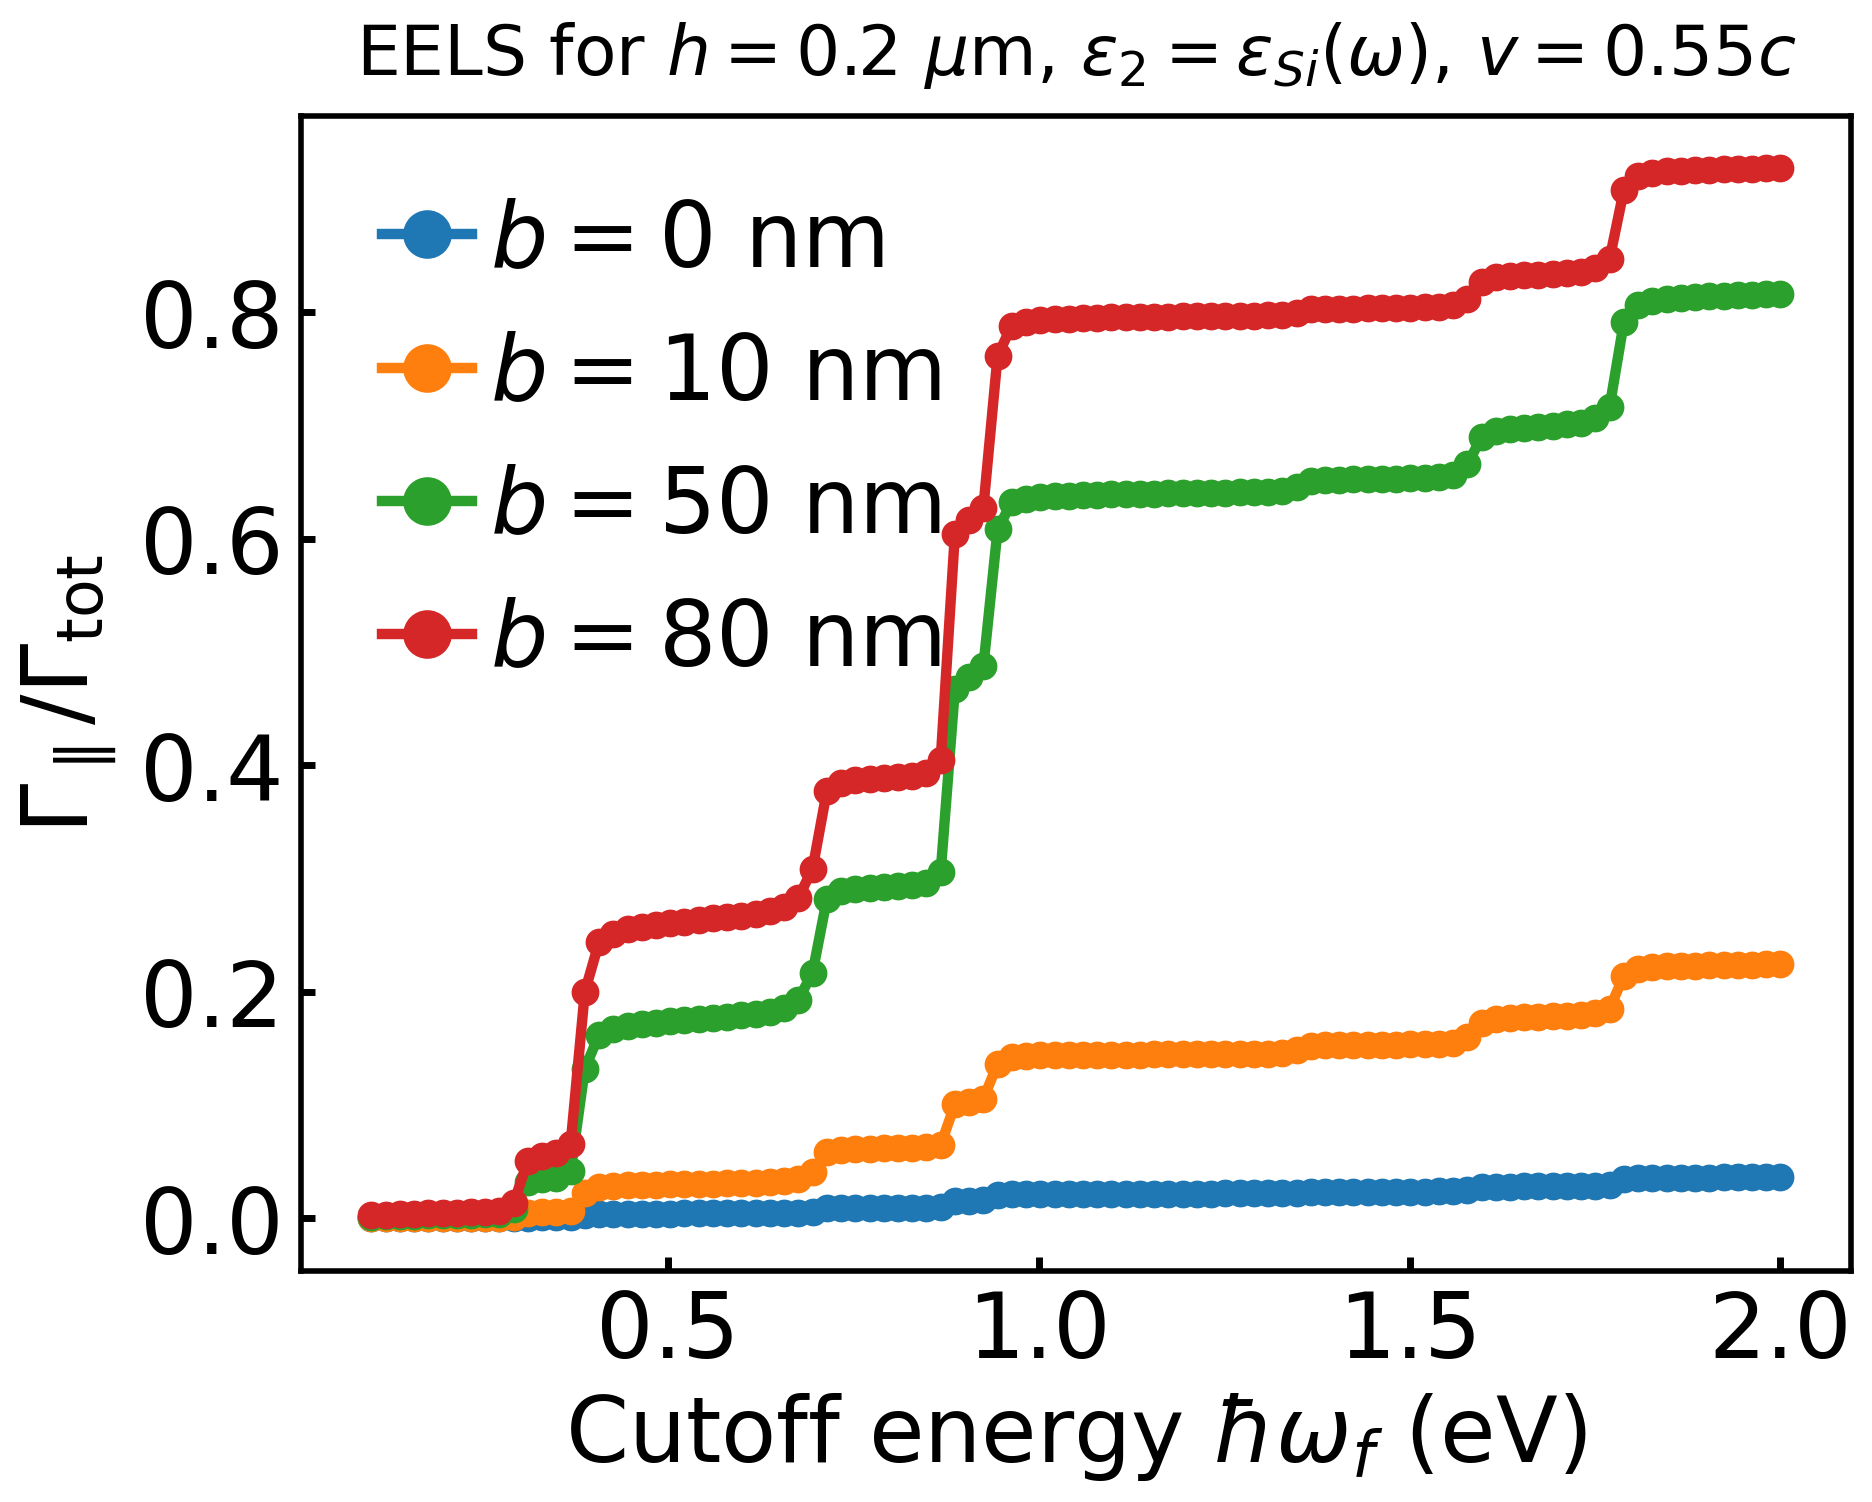 EELS for h = 0.2 μm, ε₂ = ε_Si(ω), v = 0.55c
b = 0 nm
b = 10 nm
b = 50 nm
b = 80 nm
Γ∥/Γtot
0.8
0.6
0.4
0.2
0.0
0.5 1.0 1.5 2.0
Cutoff energy ħω_f (eV)